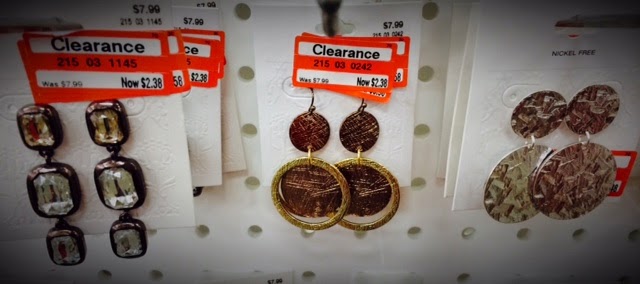 $7.99
215 03 1145
Clearance
215 03 1145
Was $7.99 Now $2.38
58
$2.38
$7.99
Clearance
215 03 0242
Was $7.99 Now $2.38
NICKEL FREE
$7.99